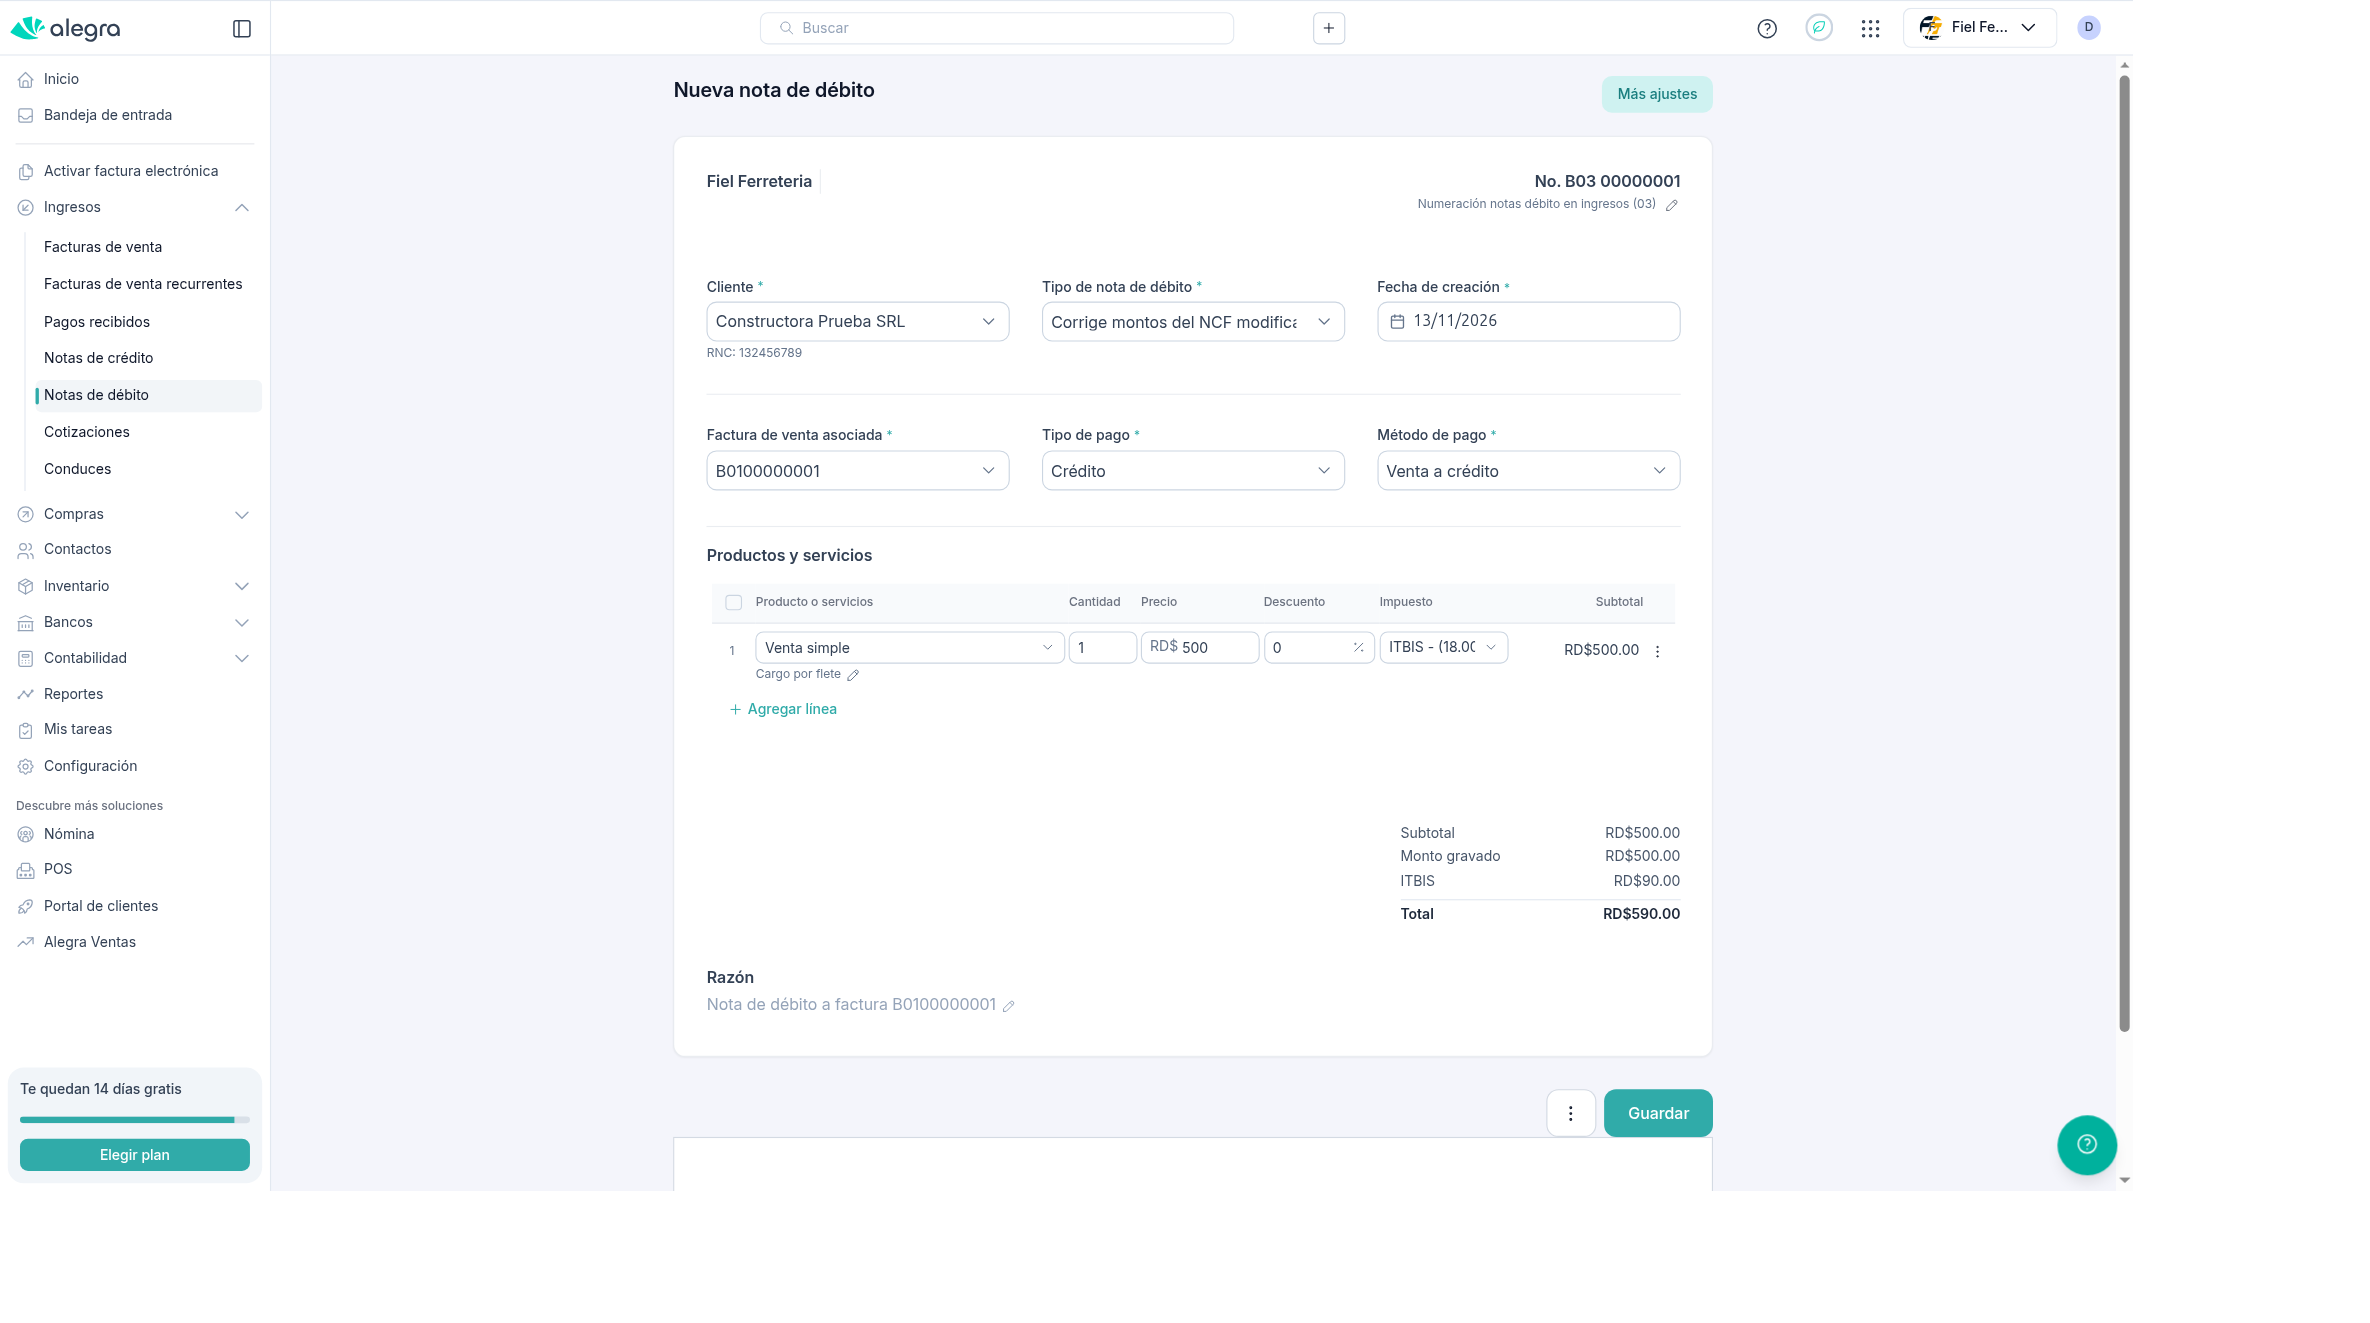 alegra
Buscar
Fiel Fe...
D
Inicio
Bandeja de entrada
Activar factura electrónica
Ingresos
Facturas de venta
Facturas de venta recurrentes
Pagos recibidos
Notas de crédito
Notas de débito
Cotizaciones
Conduces
Compras
Contactos
Inventario
Bancos
Contabilidad
Reportes
Mis tareas
Configuración
Descubre más soluciones
Nómina
POS
Portal de clientes
Alegra Ventas
Te quedan 14 días gratis
Elegir plan
Nueva nota de débito
Más ajustes
Fiel Ferreteria
No. B03 00000001
Numeración notas débito en ingresos (03)
Cliente * Tipo de nota de débito * Fecha de creación *
Constructora Prueba SRL Corrige montos del NCF modifica 13/11/2026
RNC: 132456789
Factura de venta asociada * Tipo de pago * Método de pago *
B0100000001 Crédito Venta a crédito
Productos y servicios
Producto o servicios Cantidad Precio Descuento Impuesto Subtotal
1 Venta simple 1 RD$ 500 0 % ITBIS - (18.00 RD$500.00
Cargo por flete
+ Agregar línea
Subtotal RD$500.00
Monto gravado RD$500.00
ITBIS RD$90.00
Total RD$590.00
Razón
Nota de débito a factura B0100000001
Guardar